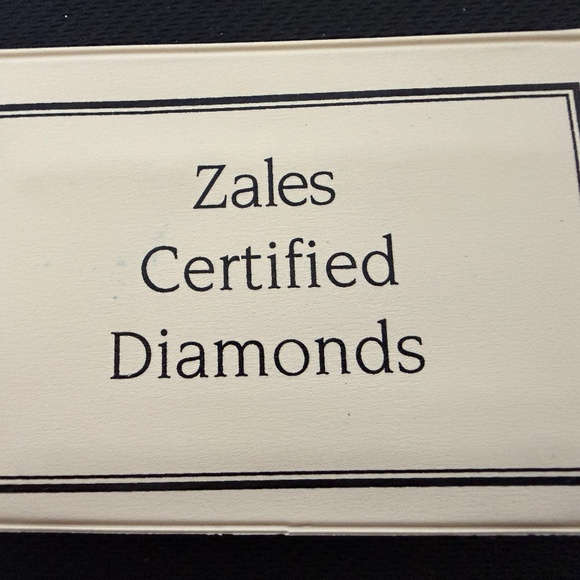 Zales
Certified
Diamonds